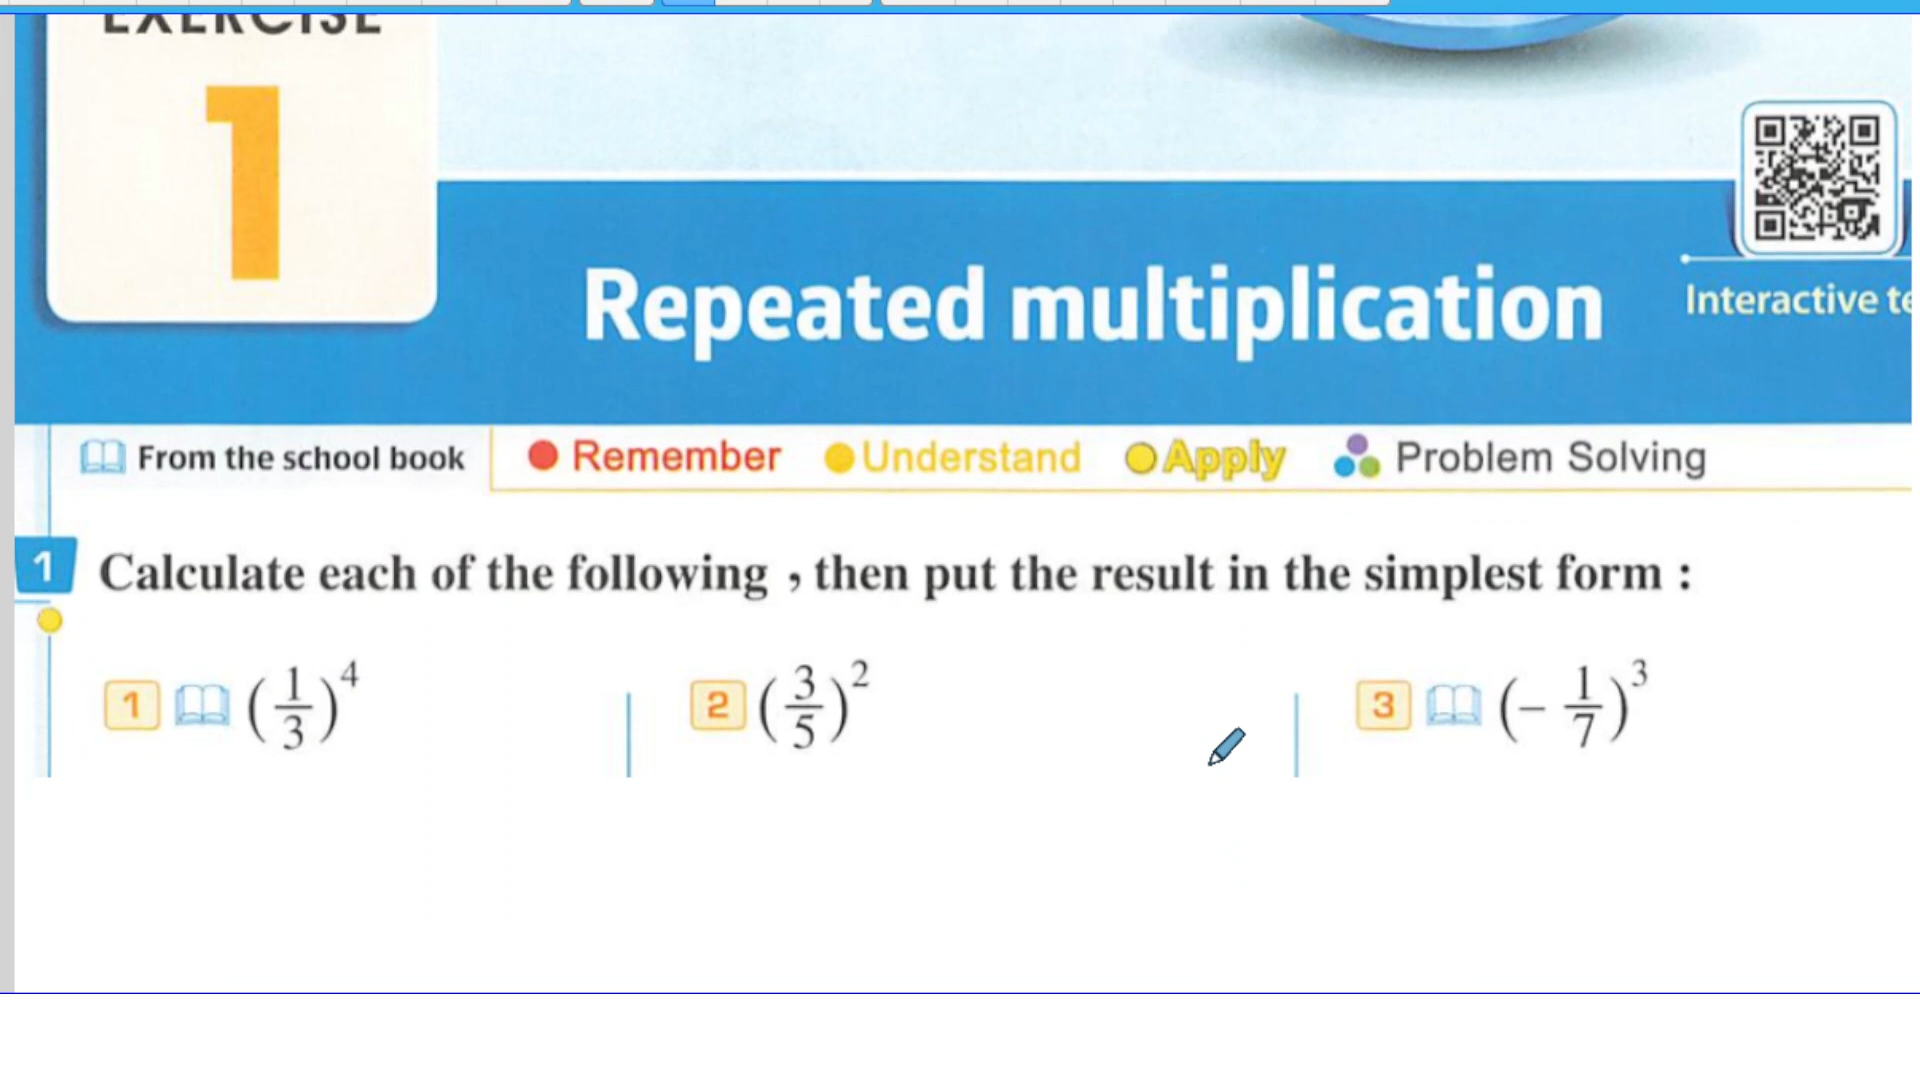 EXERCISE
1
Repeated multiplication
Interactive te
From the school book
Remember
Understand
Apply
Problem Solving
1 Calculate each of the following , then put the result in the simplest form :
1 (1/3)^4
2 (3/5)^2
3 (- 1/7)^3